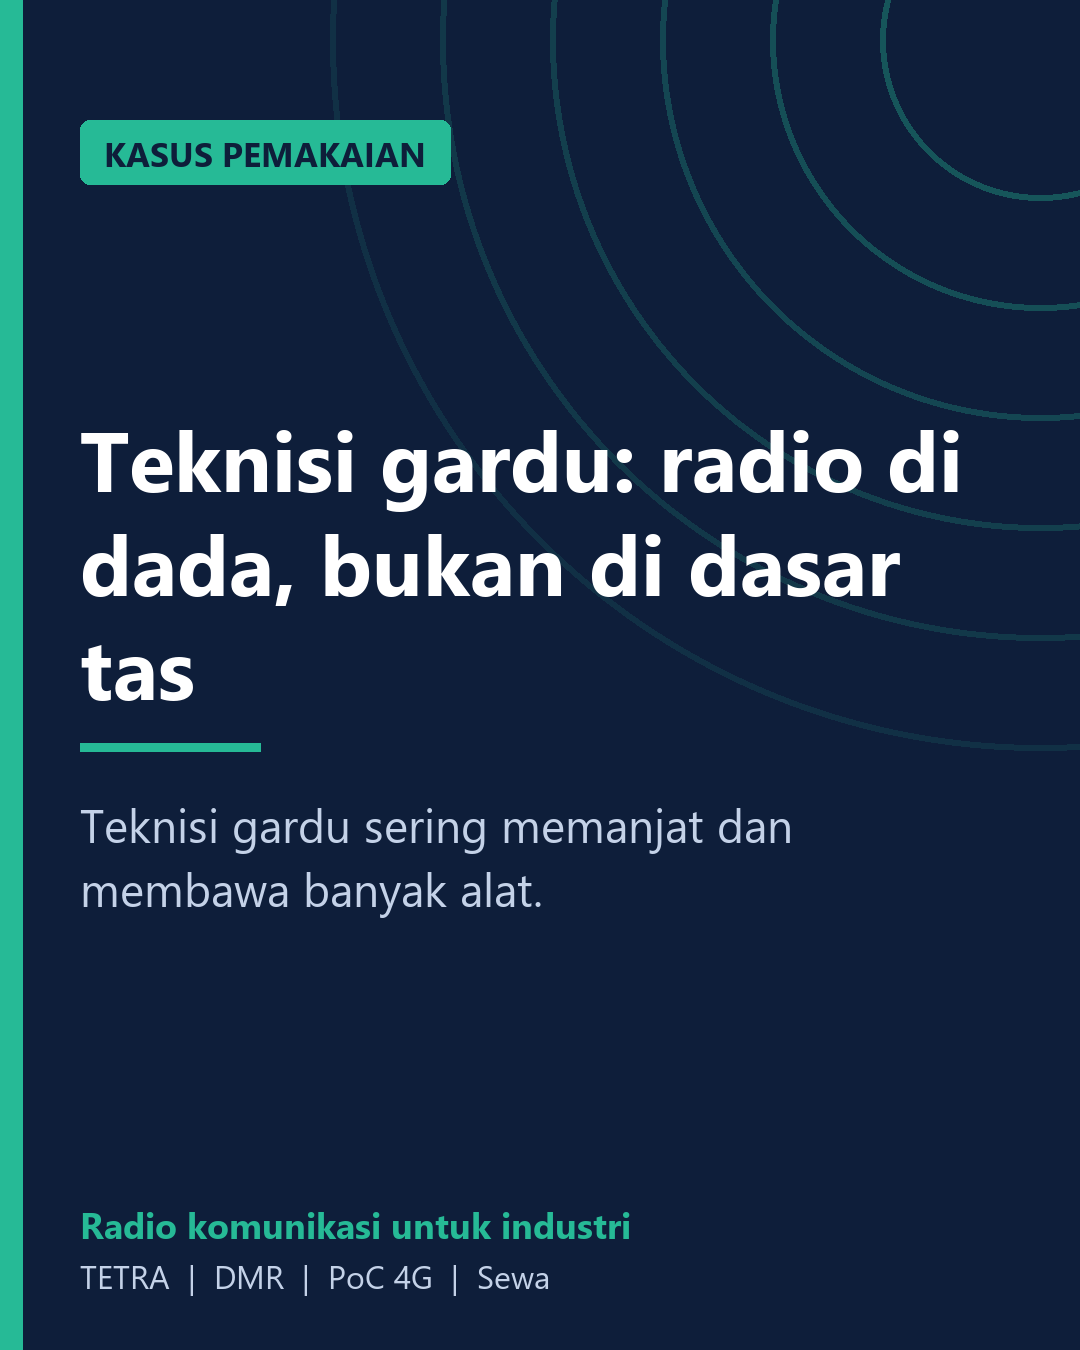 KASUS PEMAKAIAN
Teknisi gardu: radio di
dada, bukan di dasar
tas
Teknisi gardu sering memanjat dan
membawa banyak alat.
Radio komunikasi untuk industri
TETRA | DMR | PoC 4G | Sewa